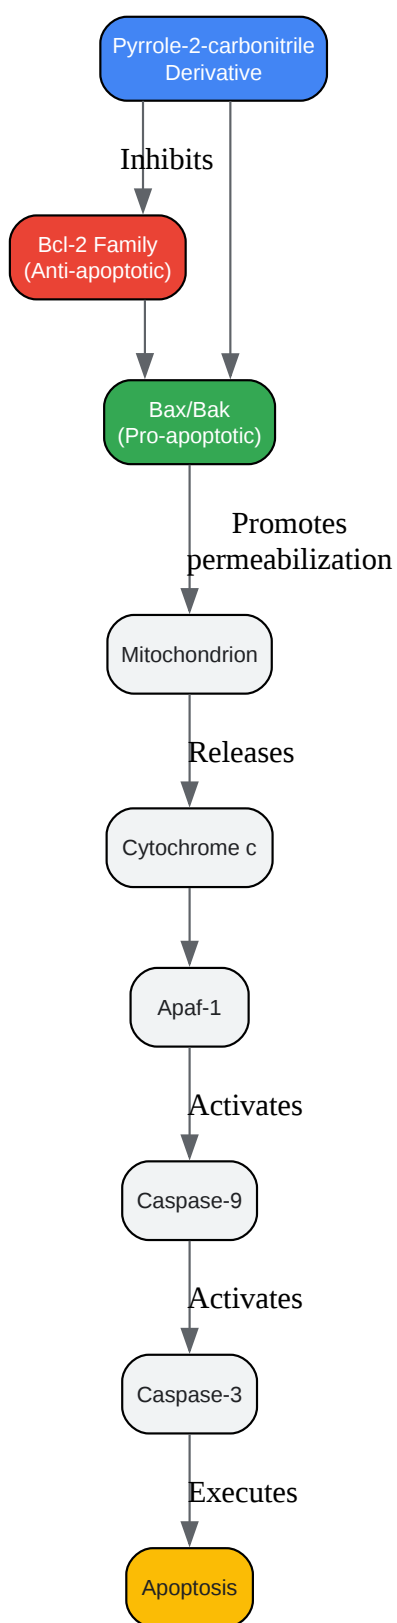 Pyrrole-2-carbonitrile
Derivative
Inhibits
Bcl-2 Family
(Anti-apoptotic)
Bax/Bak
(Pro-apoptotic)
Promotes
permeabilization
Mitochondrion
Releases
Cytochrome c
Apaf-1
Activates
Caspase-9
Activates
Caspase-3
Executes
Apoptosis